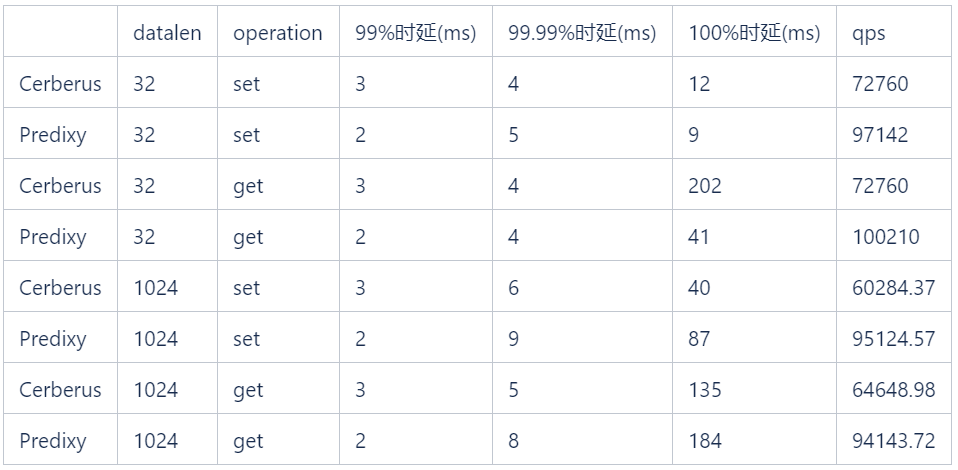 datalen operation 99%时延(ms) 99.99%时延(ms) 100%时延(ms) qps
Cerberus 32 set 3 4 12 72760
Predixy 32 set 2 5 9 97142
Cerberus 32 get 3 4 202 72760
Predixy 32 get 2 4 41 100210
Cerberus 1024 set 3 6 40 60284.37
Predixy 1024 set 2 9 87 95124.57
Cerberus 1024 get 3 5 135 64648.98
Predixy 1024 get 2 8 184 94143.72